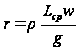 r = ρ L_cp w / g